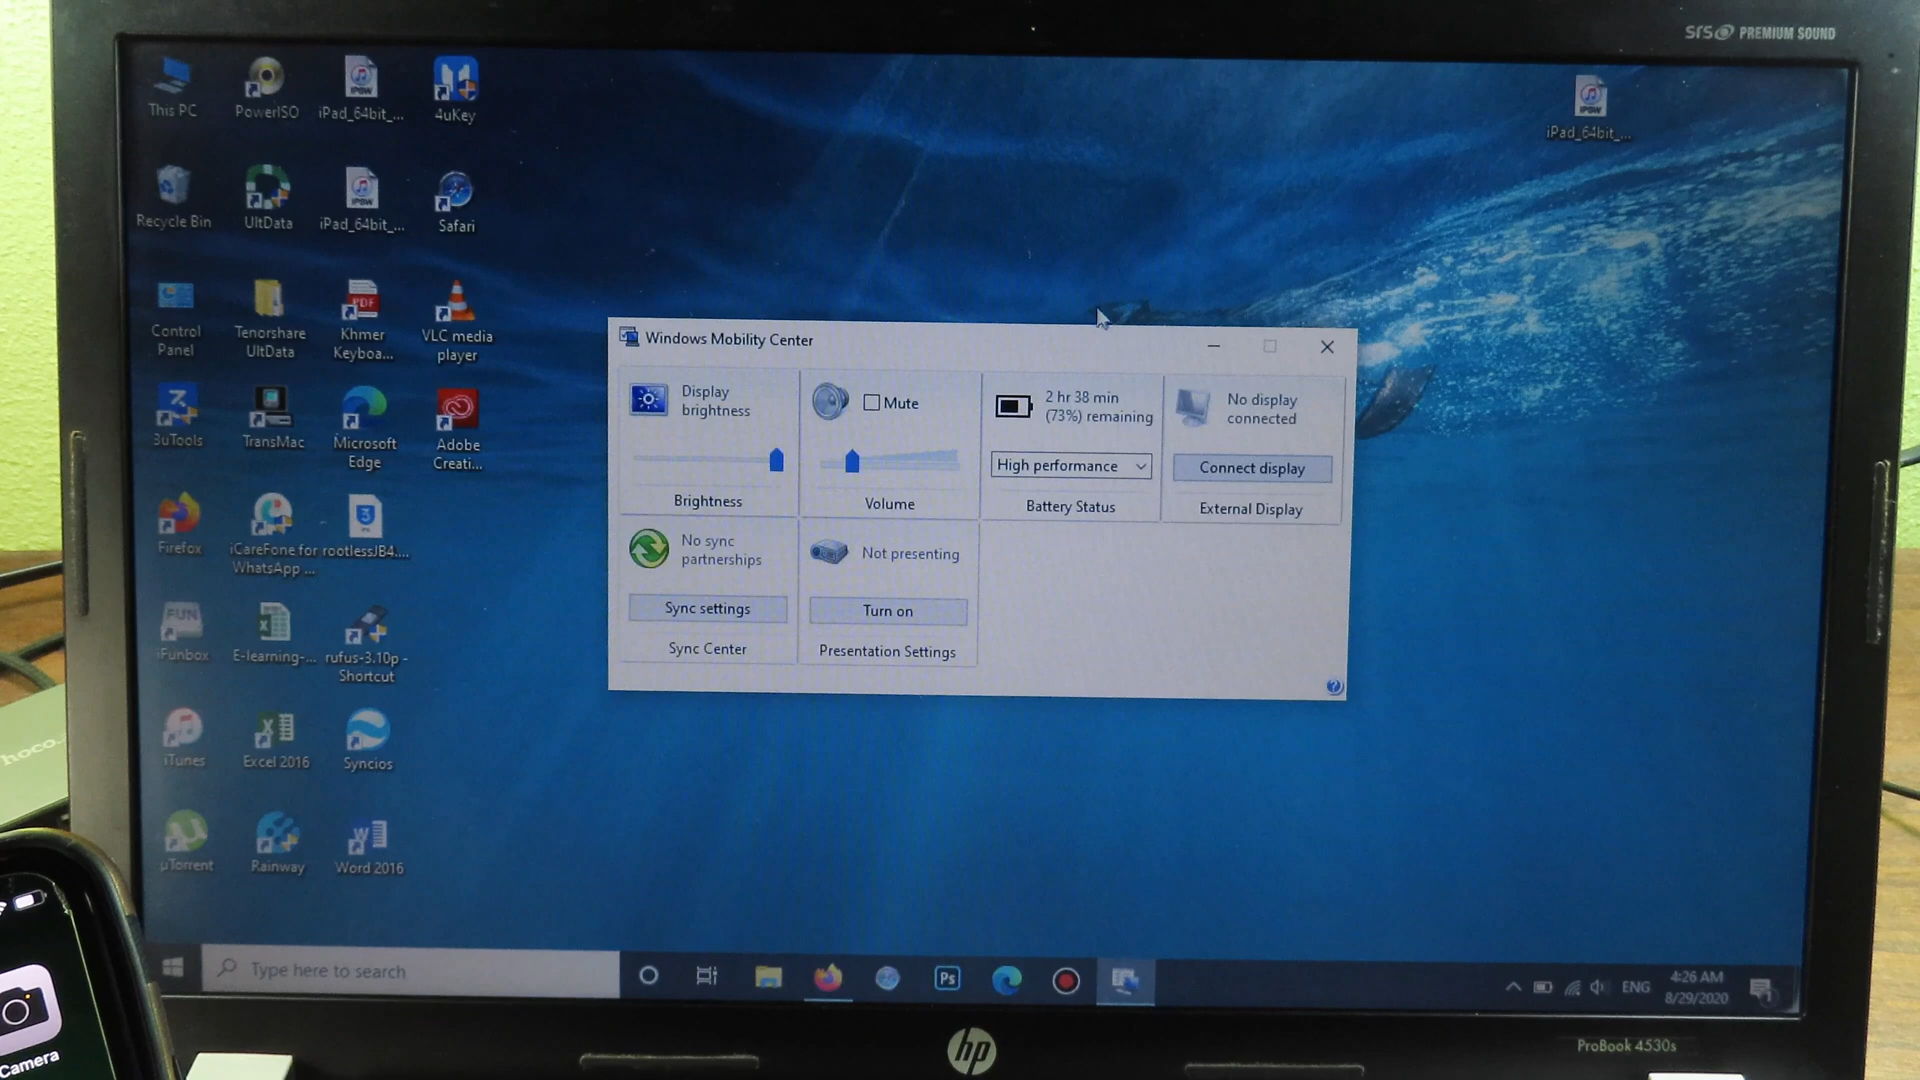 SRS PREMIUM SOUND
This PC
PowerISO
iPad_64bit_...
4uKey
iPad_64bit_...
Recycle Bin
UltData
iPad_64bit_...
Safari
Control
Panel
Tenorshare
UltData
Khmer
Keyboa...
VLC media
player
3uTools
TransMac
Microsoft
Edge
Adobe
Creati...
Firefox
iCareFone for
WhatsApp ...
rootlessJB4....
iFunbox
E-learning-...
rufus-3.10p -
Shortcut
iTunes
Excel 2016
Syncios
µTorrent
Rainway
Word 2016
Windows Mobility Center
Display
brightness
Brightness
Mute
Volume
2 hr 38 min
(73%) remaining
High performance
Battery Status
No display
connected
Connect display
External Display
No sync
partnerships
Sync settings
Sync Center
Not presenting
Turn on
Presentation Settings
Type here to search
Ps
ENG
4:26 AM
8/29/2020
hp
ProBook 4530s
hoco.
Camera